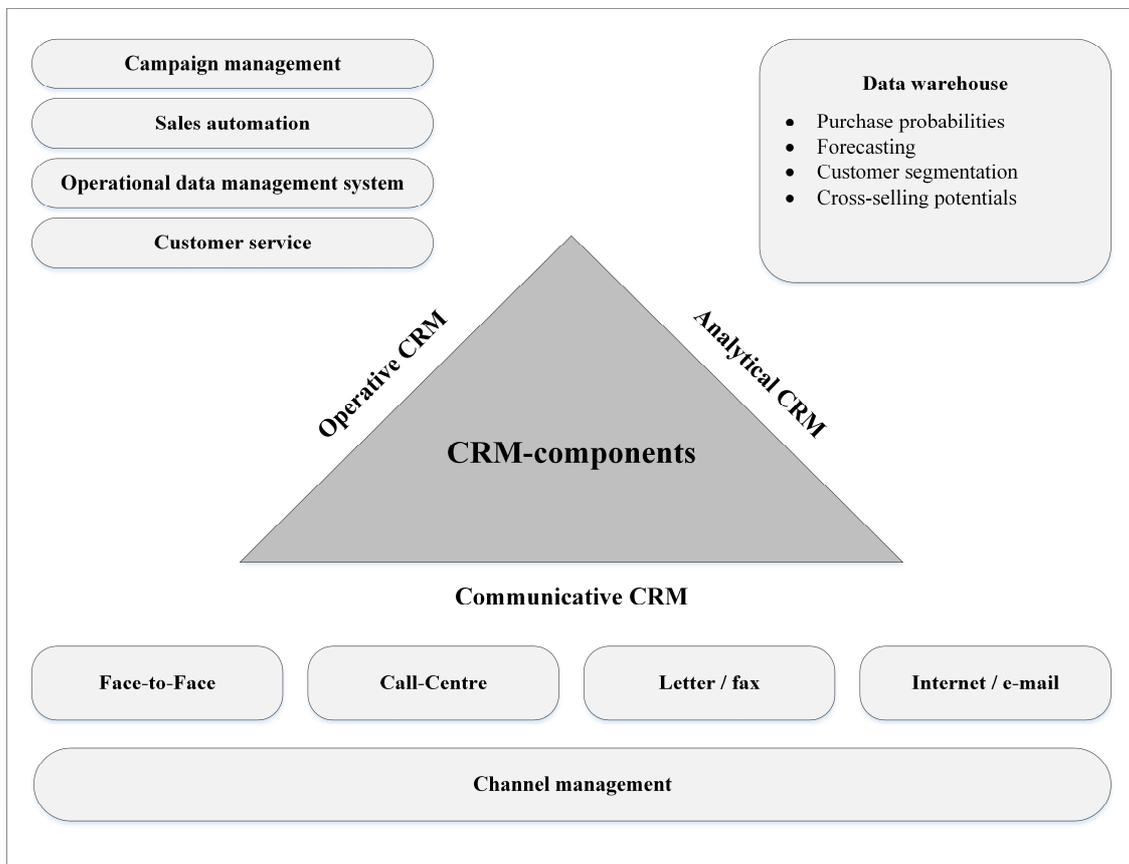 Campaign management
Sales automation
Operational data management system
Customer service
Data warehouse
• Purchase probabilities
• Forecasting
• Customer segmentation
• Cross-selling potentials
Operative CRM
Analytical CRM
CRM-components
Communicative CRM
Face-to-Face
Call-Centre
Letter / fax
Internet / e-mail
Channel management